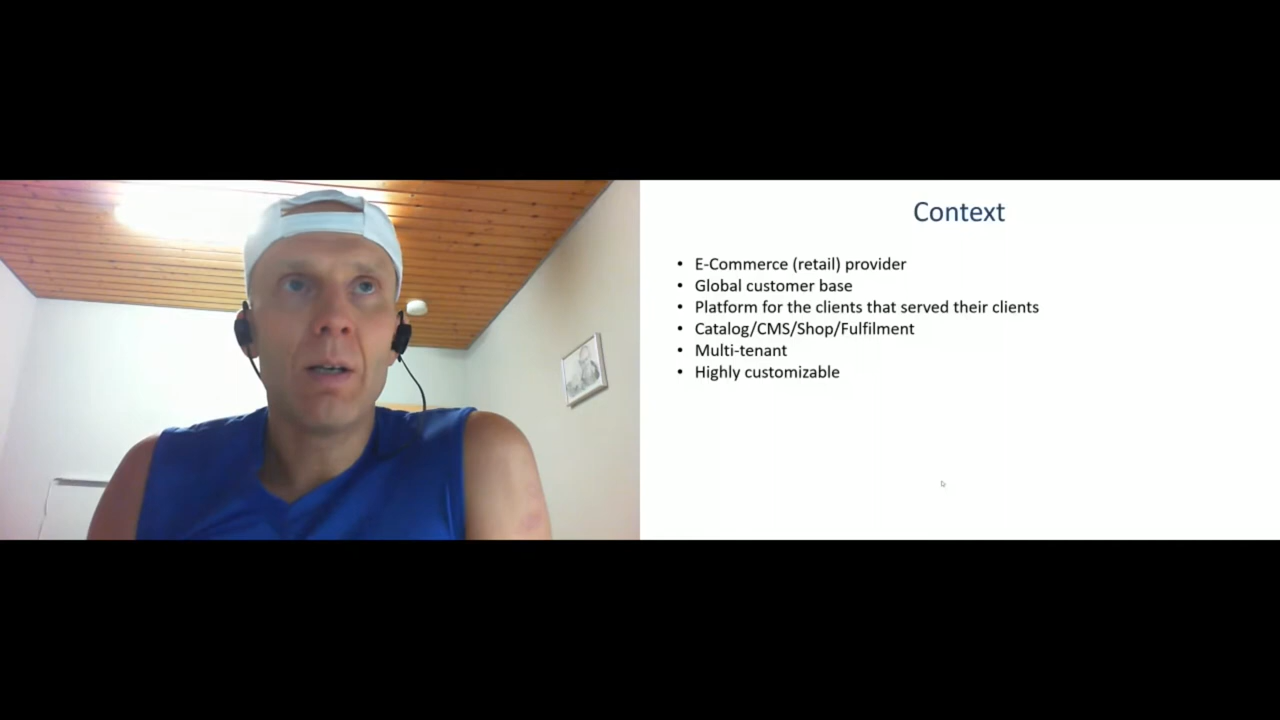 Context
• E-Commerce (retail) provider
• Global customer base
• Platform for the clients that served their clients
• Catalog/CMS/Shop/Fulfilment
• Multi-tenant
• Highly customizable